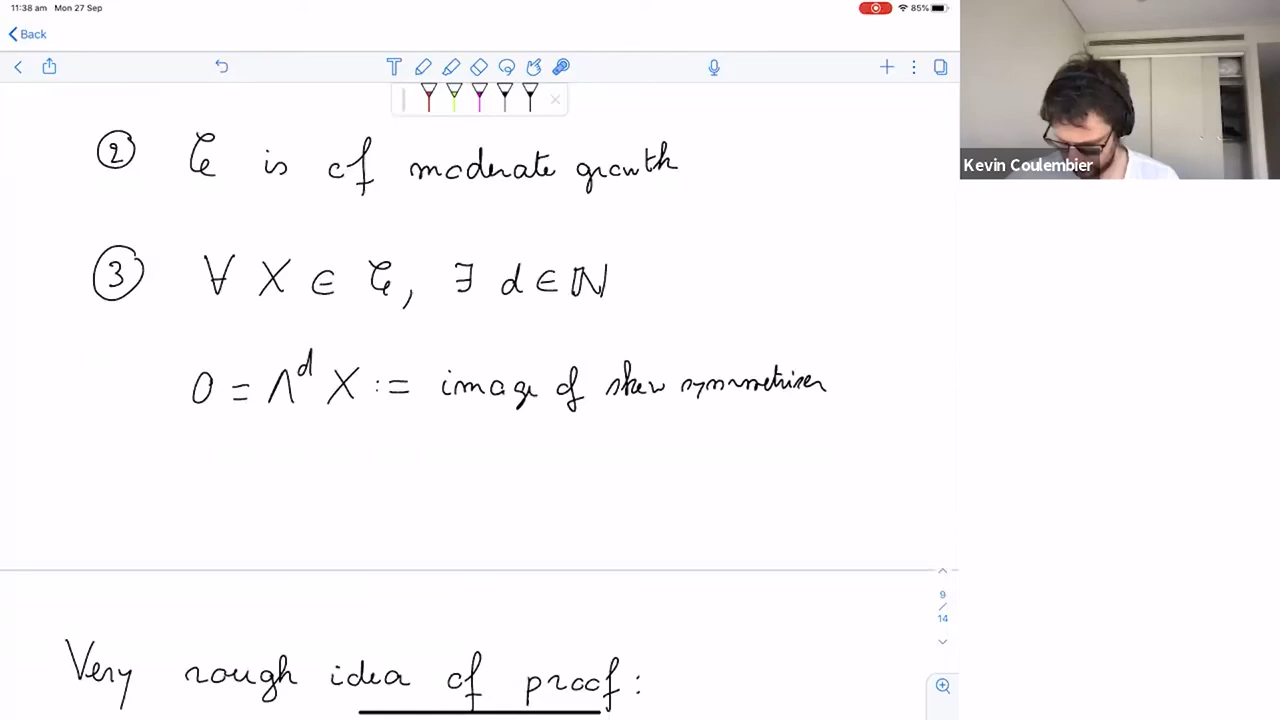 11:38 am Mon 27 Sep
85%
Back
② 𝒞 is of moderate growth
③ ∀ X ∈ 𝒞, ∃ d ∈ ℕ
0 = Λ^d X := image of skew symmetrizer
9
/
14
Very rough idea of proof:
Kevin Coulembier